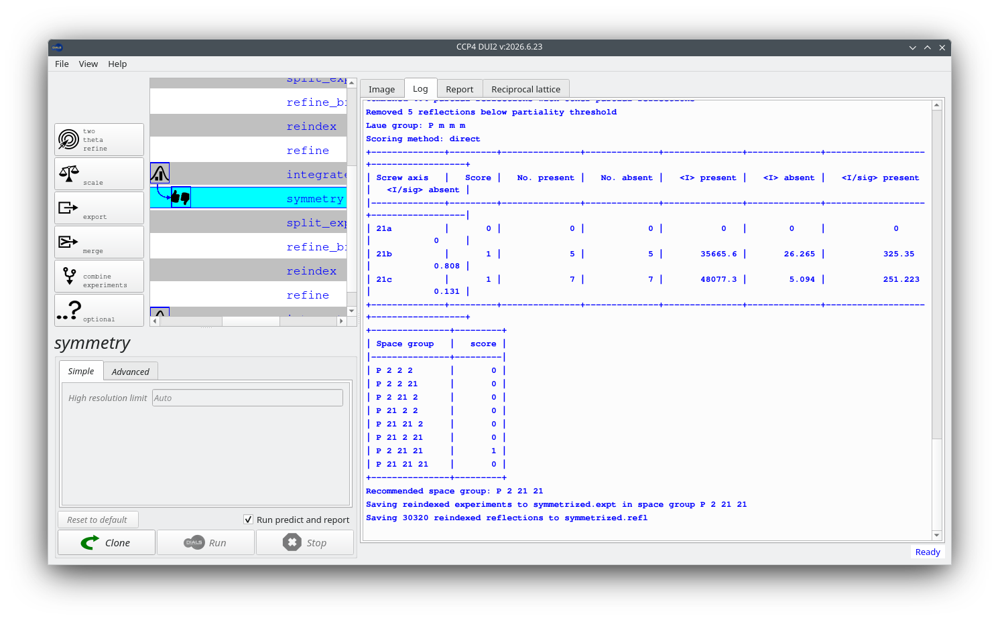 CCP4 DUI2 v:2026.6.23
File View Help
two
theta
refine
scale
export
merge
combine
experiments
optional
refine_b
reindex
refine
integrate
symmetry
split_exp
refine_b
reindex
refine
symmetry
Simple Advanced
High resolution limit Auto
Reset to default Run predict and report
Clone DIALS Run Stop
Image Log Report Reciprocal lattice
Removed 5 reflections below partiality threshold
Laue group: P m m m
Scoring method: direct
+--------------+---------+---------------+--------------+---------------+--------------+-------------------
+------------------+
| Screw axis | Score | No. present | No. absent | <I> present | <I> absent | <I/sig> present
| <I/sig> absent |
|--------------+---------+---------------+--------------+---------------+--------------+-------------------
+------------------|
| 21a | 0 | 0 | 0 | 0 | 0 | 0
| 0 |
| 21b | 1 | 5 | 5 | 35665.6 | 26.265 | 325.35
| 0.808 |
| 21c | 1 | 7 | 7 | 48077.3 | 5.094 | 251.223
| 0.131 |
+--------------+---------+---------------+--------------+---------------+--------------+-------------------
+------------------+
+---------------+---------+
| Space group | score |
|---------------+---------|
| P 2 2 2 | 0 |
| P 2 2 21 | 0 |
| P 2 21 2 | 0 |
| P 21 2 2 | 0 |
| P 21 21 2 | 0 |
| P 21 2 21 | 0 |
| P 2 21 21 | 1 |
| P 21 21 21 | 0 |
+---------------+---------+
Recommended space group: P 2 21 21
Saving reindexed experiments to symmetrized.expt in space group P 2 21 21
Saving 30320 reindexed reflections to symmetrized.refl
Ready